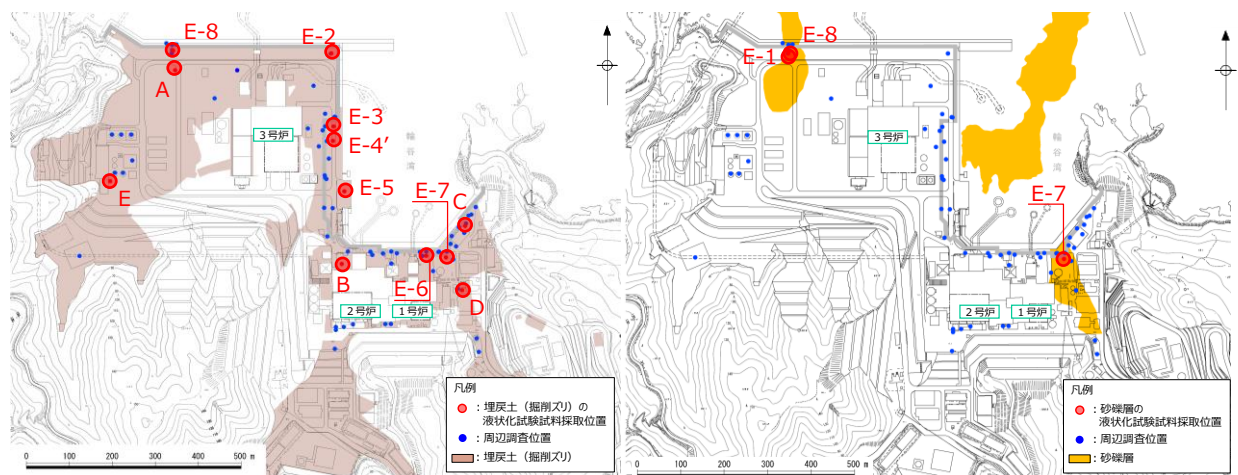 E-8
E-2
A
E-3
3号炉
E-4’
輪谷湾
E-5
E
E-7
C
B
E-6
D
2号炉
1号炉
凡例
：埋戻土（掘削ズリ）の
液状化試験試料採取位置
：周辺調査位置
：埋戻土（掘削ズリ）
0 100 200 300 400 500 m
E-8
E-1
3号炉
輪谷湾
E-7
2号炉
1号炉
凡例
：砂礫層の
液状化試験試料採取位置
：周辺調査位置
：砂礫層
0 100 200 300 400 500 m